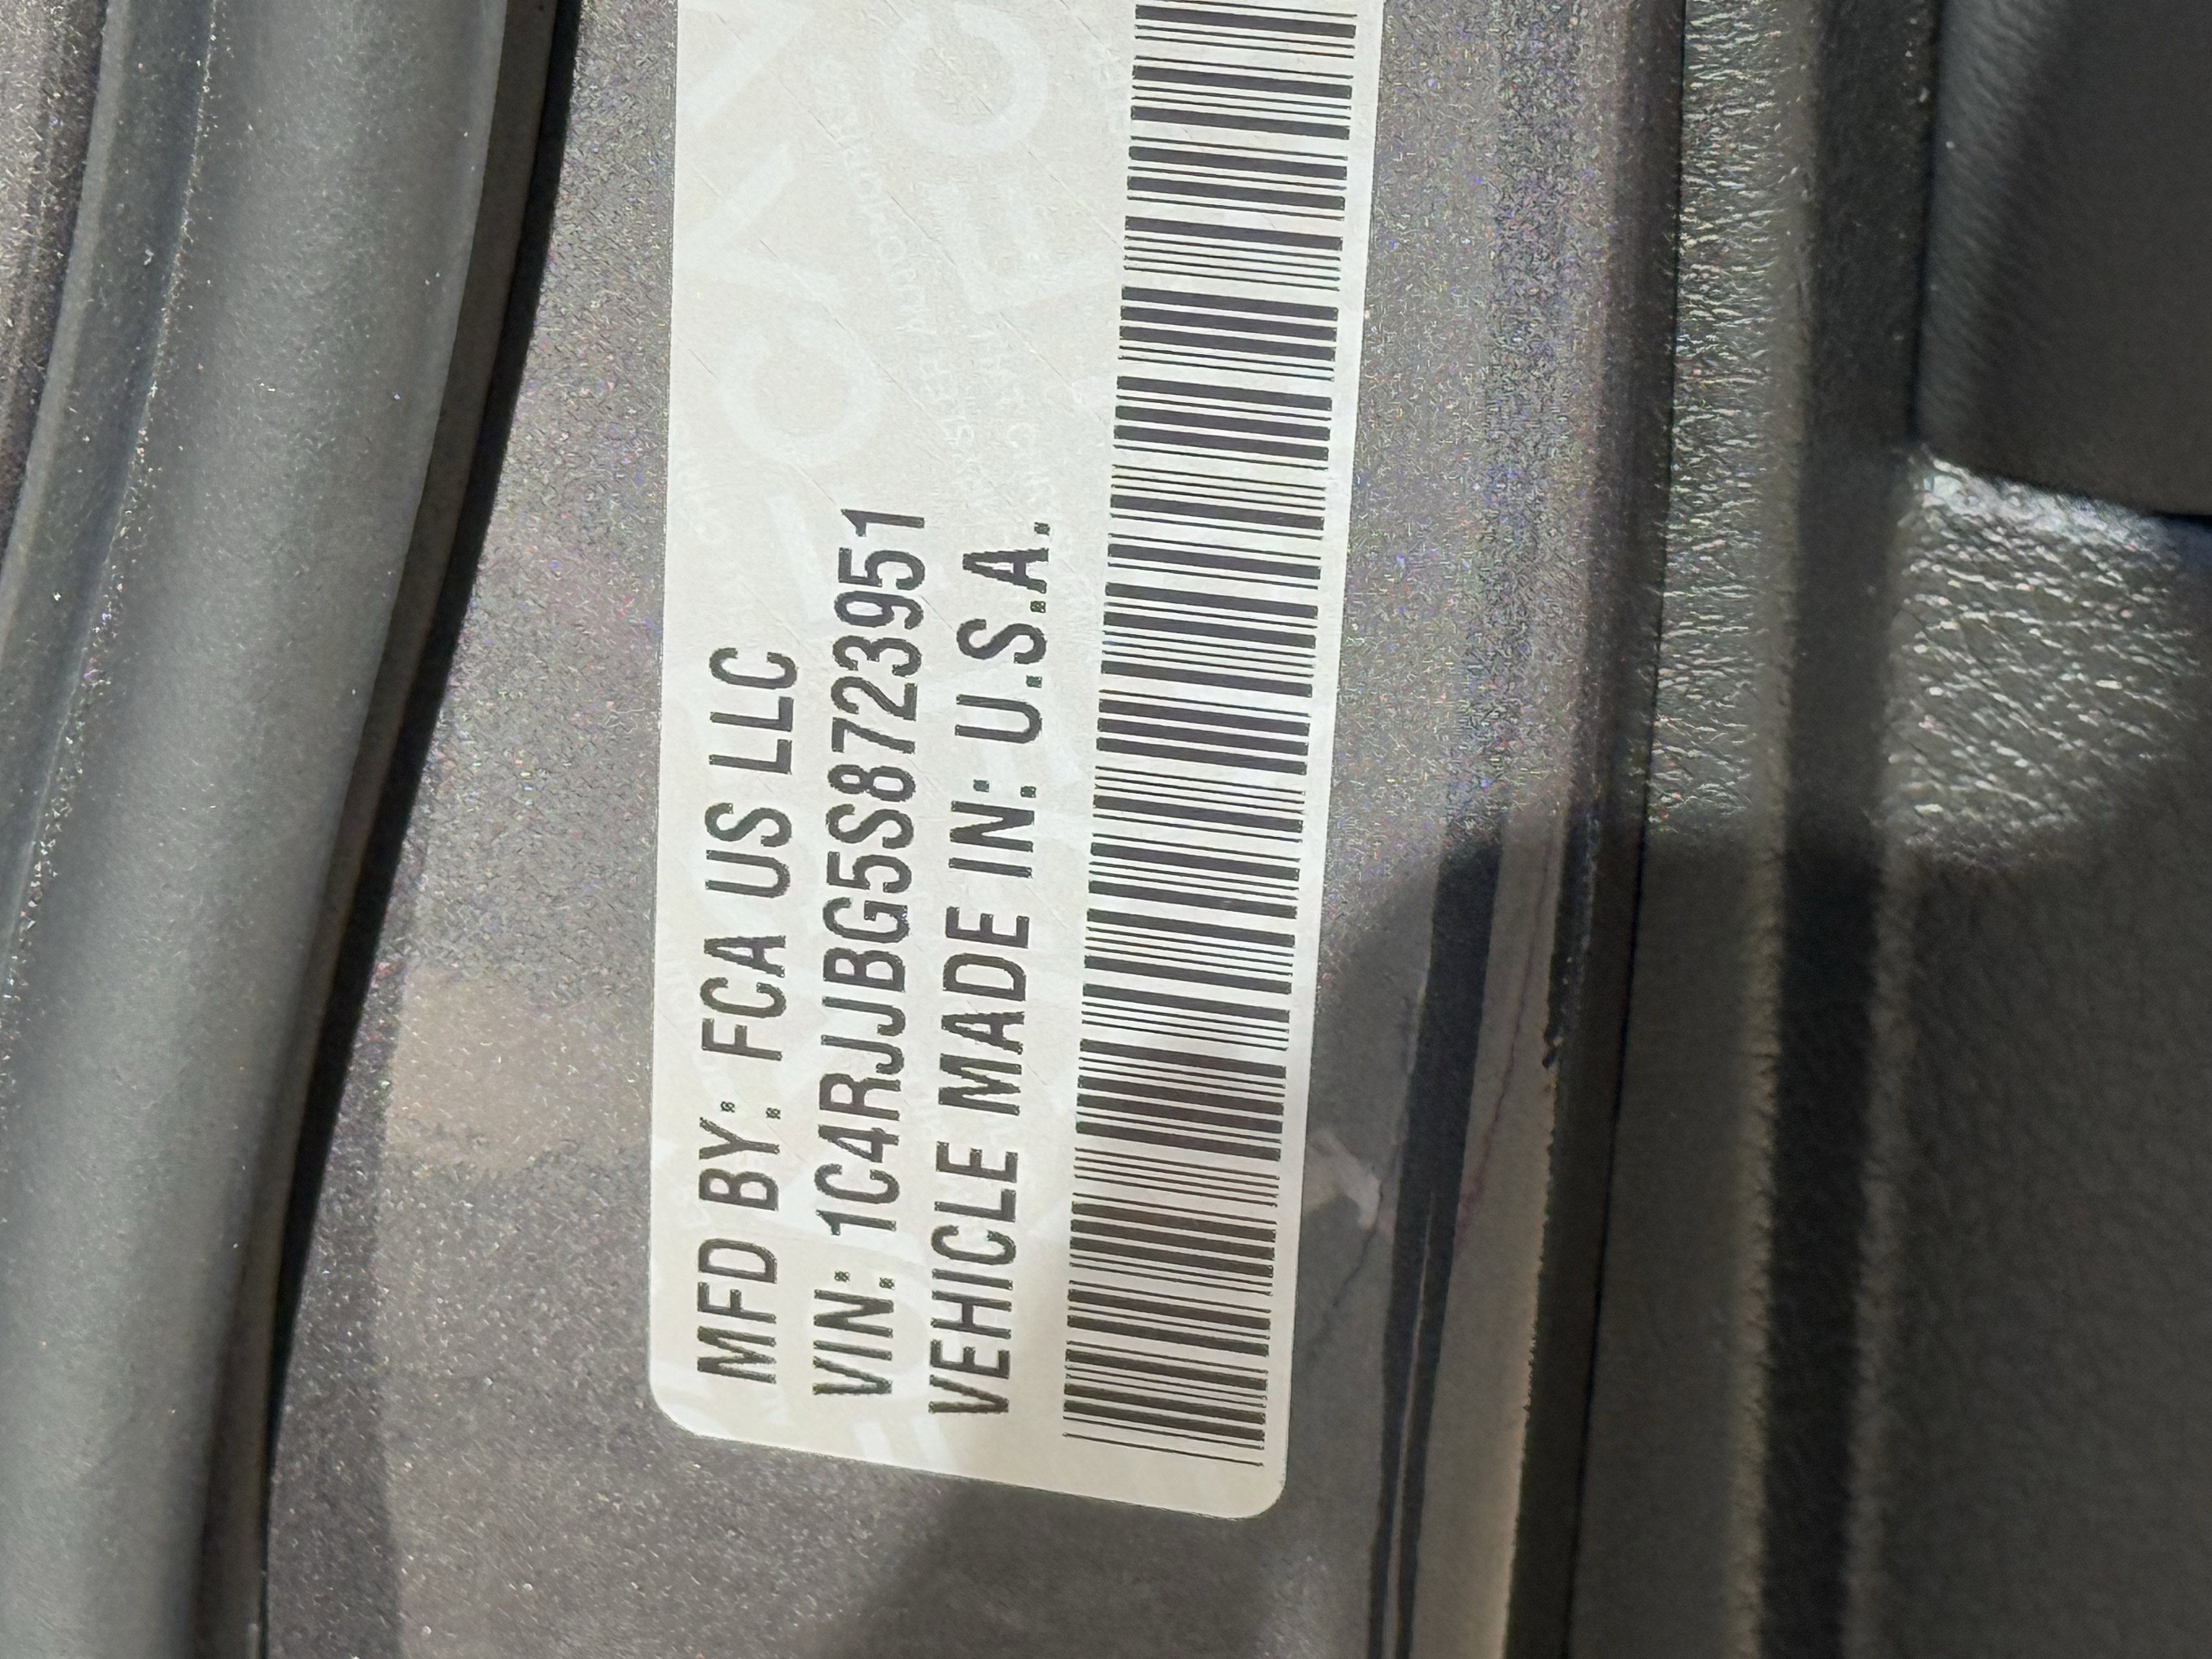 MFD BY: FCA US LLC
VIN: 1C4RJJBG5S8723951
VEHICLE MADE IN: U.S.A.